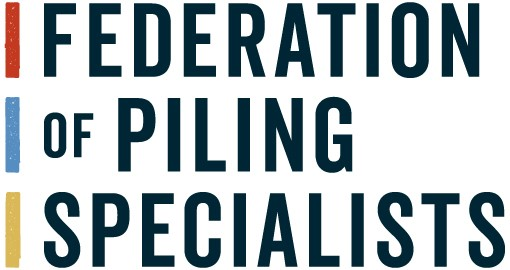 FEDERATION
OF PILING
SPECIALISTS